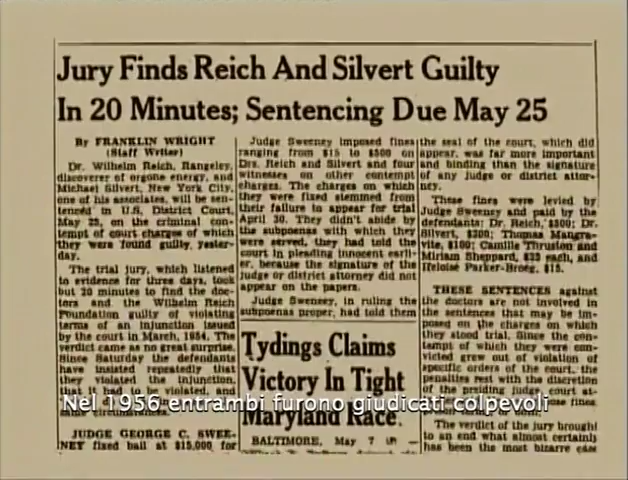 Jury Finds Reich And Silvert Guilty
In 20 Minutes; Sentencing Due May 25
By FRANKLIN WRIGHT
(Staff Writer)
Dr. Wilhelm Reich, Rangeley,
discoverer of orgone energy, and
Michael Silvert, New York City,
one of his associates, will be sen-
tenced in U.S. District Court,
May 25, on the criminal con-
tempt of court charges of which
they were found guilty, yester-
day.
The trial jury, which listened
to evidence for three days, took
but 20 minutes to find the doc-
tors and the Wilhelm Reich
Foundation guilty of violating
terms of an injunction issued
by the court in March, 1954. The
verdict came as no great surprise.
Since Saturday the defendants
have insisted repeatedly that
they violated the injunction,
that it had to be violated, and
JUDGE GEORGE C. SWEE-
NEY fixed bail at $15,000 for
Judge Sweeney imposed fines
ranging from $15 to $500 on
Drs. Reich and Silvert and four
witnesses on other contempt
charges. The charges on which
they were fixed stemmed from
their failure to appear for trial
April 30. They didn't abide by
the subpoenas with which they
were served, they had told the
court in pleading innocent earli-
er, because the signature of the
judge or district attorney did not
appear on the papers.
Judge Sweeney, in ruling the
subpoenas proper, had told them
Tydings Claims
Victory In Tight
Maryland Race
BALTIMORE, May 7
the seal of the court, which did
appear, was far more important
and binding than the signature
of any judge or district attor-
ney.
These fines were levied by
Judge Sweeney and paid by the
defendants: Dr. Reich, $500; Dr.
Silvert, $300; Thomas Mangra-
vite, $100; Camille Thruston and
Miriam Sheppard, $25 each, and
Heloise Parker-Broeg, $15.
THESE SENTENCES against
the doctors are not involved in
the sentences that may be im-
posed on the charges on which
they stood trial. Since the con-
tempt of which they were con-
victed grew out of violation of
specific orders of the court, the
penalties rest with the discretion
of the presiding judge, court at-
The verdict of the jury brought
to an end what almost certainly
has been the most bizarre case
Nel 1956 entrambi furono giudicati colpevoli